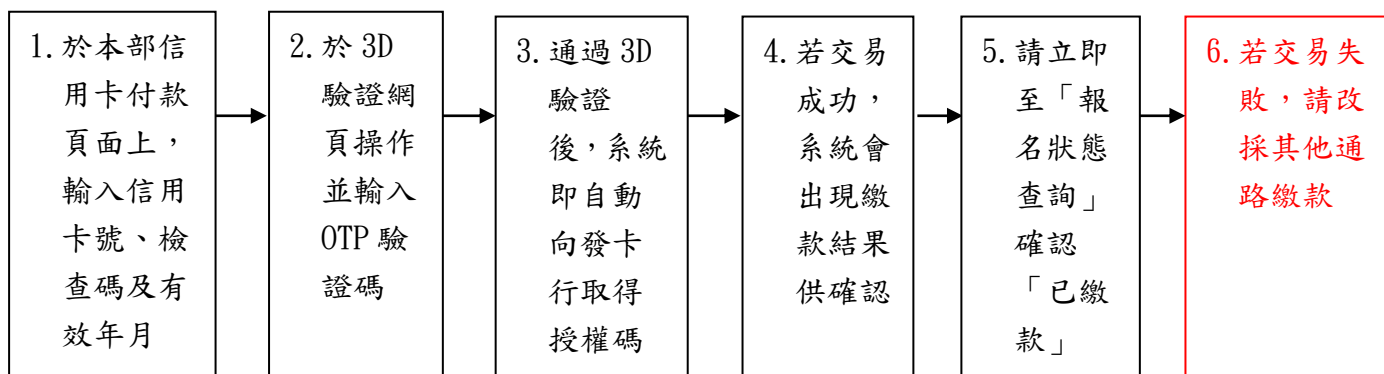 1.於本部信
用卡付款
頁面上，
輸入信用
卡號、檢
查碼及有
效年月
2.於 3D
驗證網
頁操作
並輸入
OTP 驗
證碼
3.通過 3D
驗證
後，系統
即自動
向發卡
行取得
授權碼
4.若交易
成功，
系統會
出現繳
款結果
供確認
5.請立即
至「報
名狀態
查詢」
確認
「已繳
款」
6.若交易失
敗，請改
採其他通
路繳款